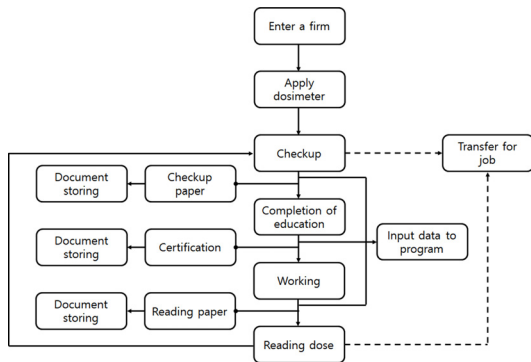 Enter a firm
Apply
dosimeter
Checkup
Transfer for
job
Document
storing
Checkup
paper
Completion of
education
Document
storing
Certification
Input data to
program
Working
Document
storing
Reading paper
Reading dose